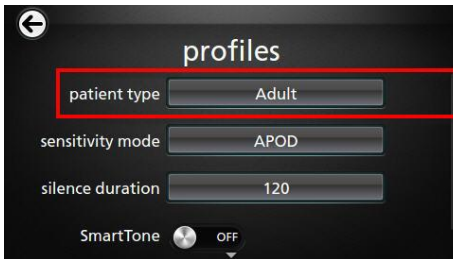 profiles
patient type Adult
sensitivity mode APOD
silence duration 120
SmartTone OFF